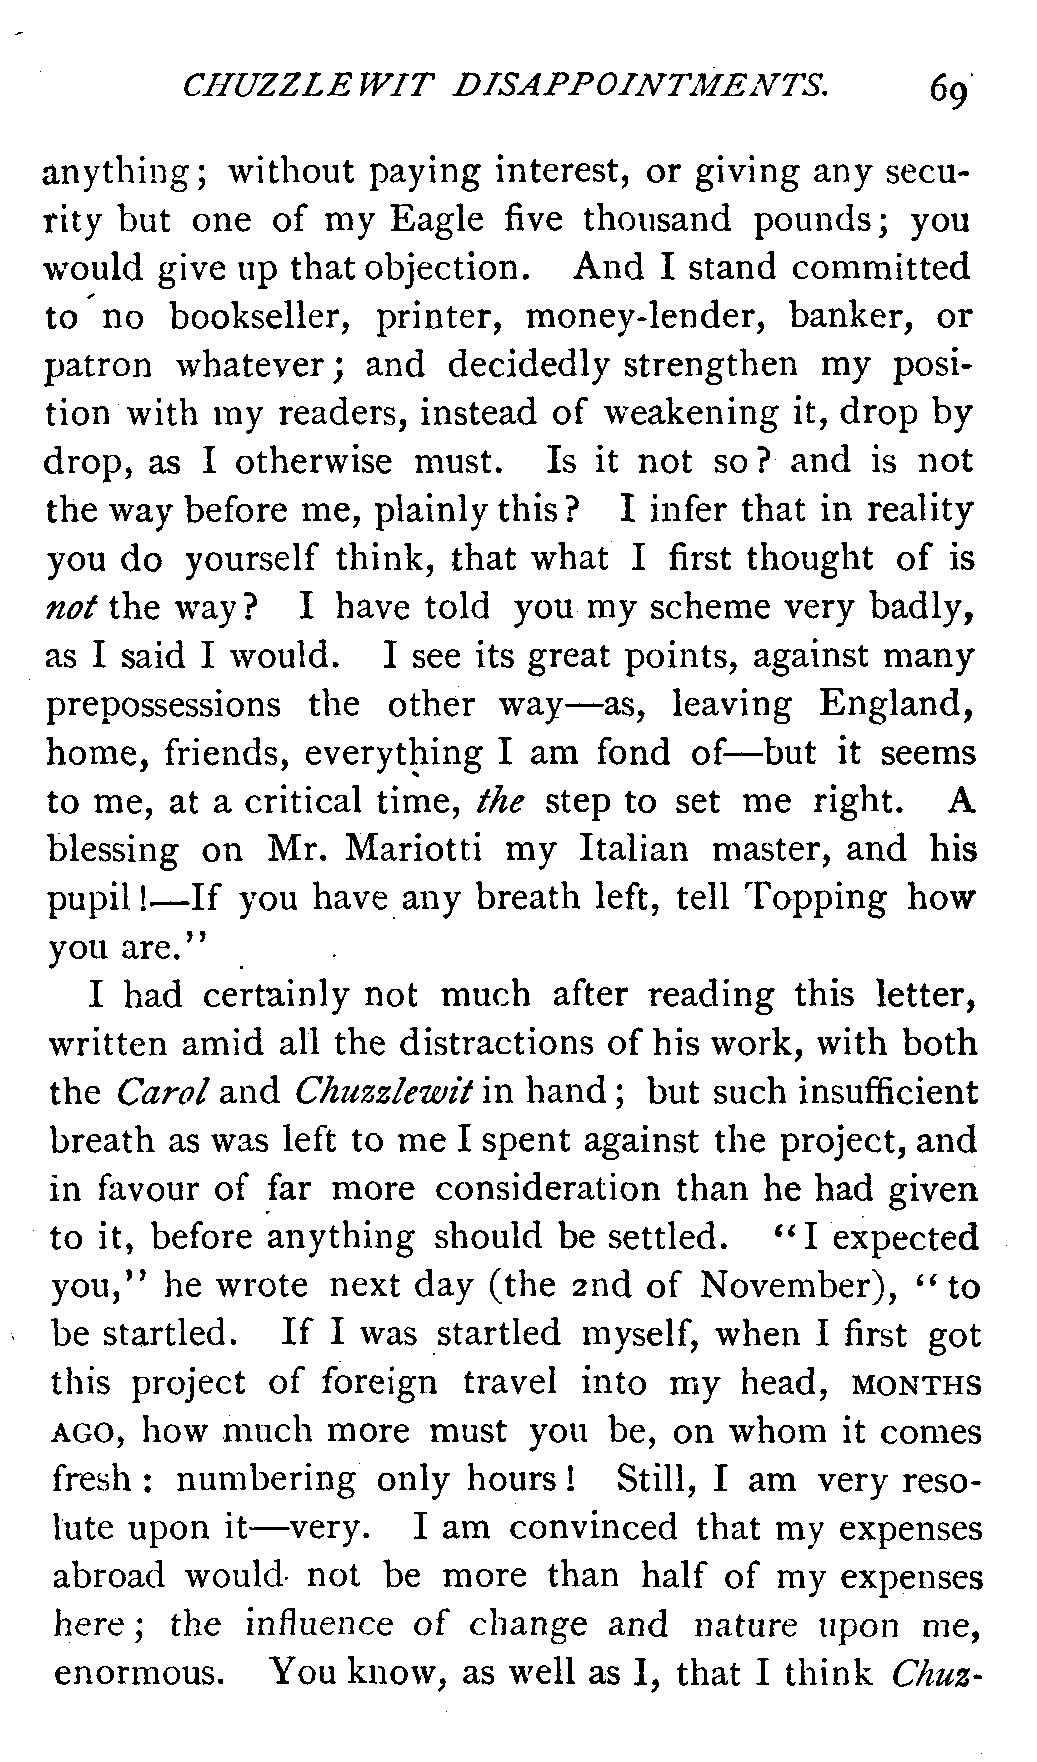 CHUZZLEWIT DISAPPOINTMENTS. 69
anything; without paying interest, or giving any secu-
rity but one of my Eagle five thousand pounds; you
would give up that objection. And I stand committed
to no bookseller, printer, money-lender, banker, or
patron whatever; and decidedly strengthen my posi-
tion with my readers, instead of weakening it, drop by
drop, as I otherwise must. Is it not so? and is not
the way before me, plainly this? I infer that in reality
you do yourself think, that what I first thought of is
not the way? I have told you my scheme very badly,
as I said I would. I see its great points, against many
prepossessions the other way—as, leaving England,
home, friends, everything I am fond of—but it seems
to me, at a critical time, the step to set me right. A
blessing on Mr. Mariotti my Italian master, and his
pupil!—If you have any breath left, tell Topping how
you are."
I had certainly not much after reading this letter,
written amid all the distractions of his work, with both
the Carol and Chuzzlewit in hand; but such insufficient
breath as was left to me I spent against the project, and
in favour of far more consideration than he had given
to it, before anything should be settled. "I expected
you," he wrote next day (the 2nd of November), "to
be startled. If I was startled myself, when I first got
this project of foreign travel into my head, MONTHS
AGO, how much more must you be, on whom it comes
fresh: numbering only hours! Still, I am very reso-
lute upon it—very. I am convinced that my expenses
abroad would not be more than half of my expenses
here; the influence of change and nature upon me,
enormous. You know, as well as I, that I think Chuz-